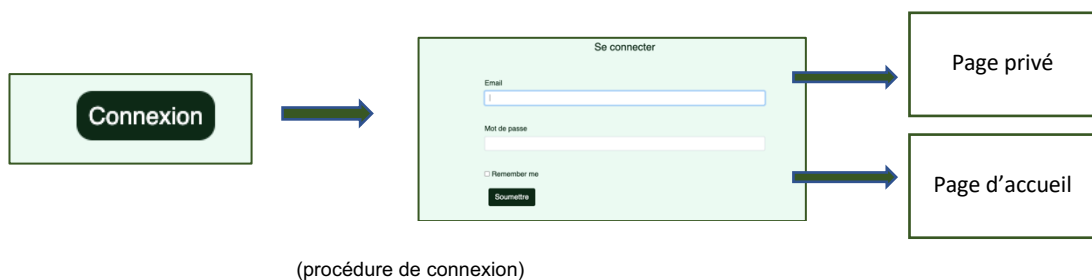 Connexion
Se connecter
Email
Mot de passe
Remember me
Soumettre
Page privé
Page d’accueil
(procédure de connexion)